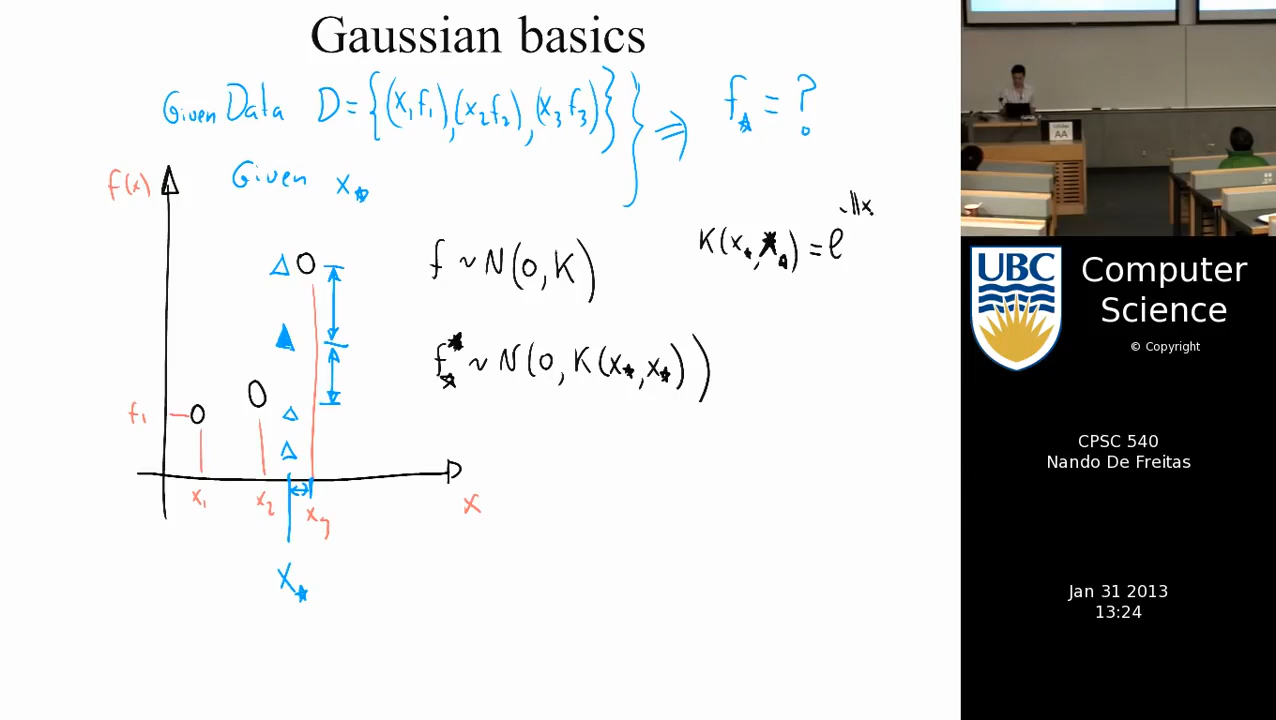 Gaussian basics
Given Data D = {(x₁ f₁), (x₂ f₂), (x₃ f₃)} } ⇒ f⋆ = ?
Given x⋆
f(x)
K(x⋆, x⋆) = e^-||x⋆
f ~ N(0, K)
f⋆ ~ N(0, K(x⋆, x⋆))
f₁
x₁ x₂ x₃ x
x⋆
AA
UBC
Computer
Science
© Copyright
CPSC 540
Nando De Freitas
Jan 31 2013
13:24